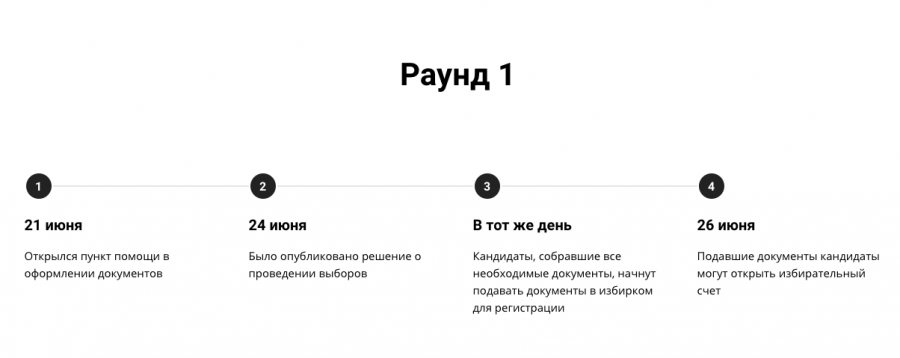 Раунд 1
1
2
3
4
21 июня
Открылся пункт помощи в
оформлении документов
24 июня
Было опубликовано решение о
проведении выборов
В тот же день
Кандидаты, собравшие все
необходимые документы, начнут
подавать документы в избирком
для регистрации
26 июня
Подавшие документы кандидаты
могут открыть избирательный
счет